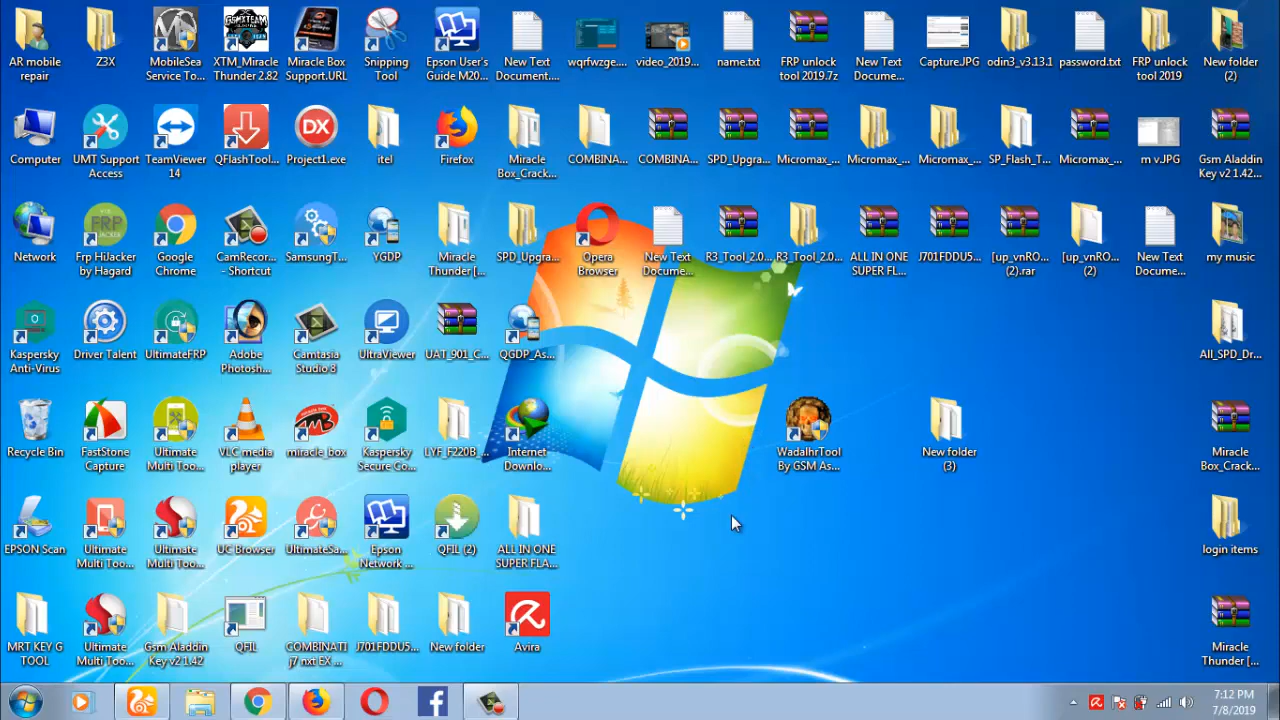 AR mobile
repair
Z3X
MobileSea
Service To...
XTM_Miracle
Thunder 2.82
Miracle Box
Support.URL
Snipping
Tool
Epson User's
Guide M20...
New Text
Document....
wqrfwzge....
video_2019...
name.txt
FRP unlock
tool 2019.7z
New Text
Docume...
Capture.JPG
odin3_v3.13.1
password.txt
FRP unlock
tool 2019
New folder
(2)
Computer
UMT Support
Access
TeamViewer
14
QFlashTool...
DX
Project1.exe
itel
Firefox
Miracle
Box_Crack...
COMBINA...
COMBINA...
SPD_Upgra...
Micromax_...
Micromax_...
Micromax_...
SP_Flash_T...
Micromax_...
m v.JPG
Gsm Aladdin
Key v2 1.42...
Network
FRP
HIJACKER
Frp HiJacker
by Hagard
Google
Chrome
CamRecor...
- Shortcut
SamsungT...
YGDP
Miracle
Thunder [...
SPD_Upgra...
Opera
Browser
New Text
Docume...
R3_Tool_2.0...
R3_Tool_2.0...
ALL IN ONE
SUPER FL...
J701FDDU5...
[up_vnRO...
(2).rar
[up_vnRO...
(2)
New Text
Docume...
my music
Kaspersky
Anti-Virus
Driver Talent
UltimateFRP
Adobe
Photosh...
Camtasia
Studio 8
UltraViewer
UAT_901_C...
QGDP_As...
All_SPD_Dr...
Recycle Bin
FastStone
Capture
Ultimate
Multi Too...
VLC media
player
miracle_box
Kaspersky
Secure Co...
LYF_F220B_...
Internet
Downlo...
WadalhrTool
By GSM As...
New folder
(3)
Miracle
Box_Crack...
EPSON Scan
Ultimate
Multi Too...
Ultimate
Multi Too...
UC Browser
UltimateSa...
Epson
Network ...
QFIL (2)
ALL IN ONE
SUPER FLA...
login items
MRT KEY G
TOOL
Ultimate
Multi Too...
Gsm Aladdin
Key v2 1.42
QFIL
COMBINATI
j7 nxt EX ...
J701FDDU5...
New folder
Avira
Miracle
Thunder [...
7:12 PM
7/8/2019